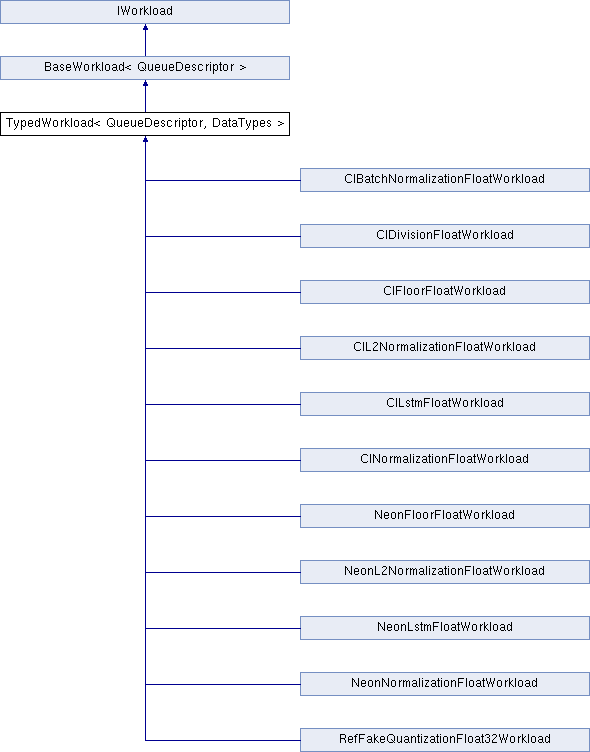 IWorkload
BaseWorkload< QueueDescriptor >
TypedWorkload< QueueDescriptor, DataTypes >
ClBatchNormalizationFloatWorkload
ClDivisionFloatWorkload
ClFloorFloatWorkload
ClL2NormalizationFloatWorkload
ClLstmFloatWorkload
ClNormalizationFloatWorkload
NeonFloorFloatWorkload
NeonL2NormalizationFloatWorkload
NeonLstmFloatWorkload
NeonNormalizationFloatWorkload
RefFakeQuantizationFloat32Workload